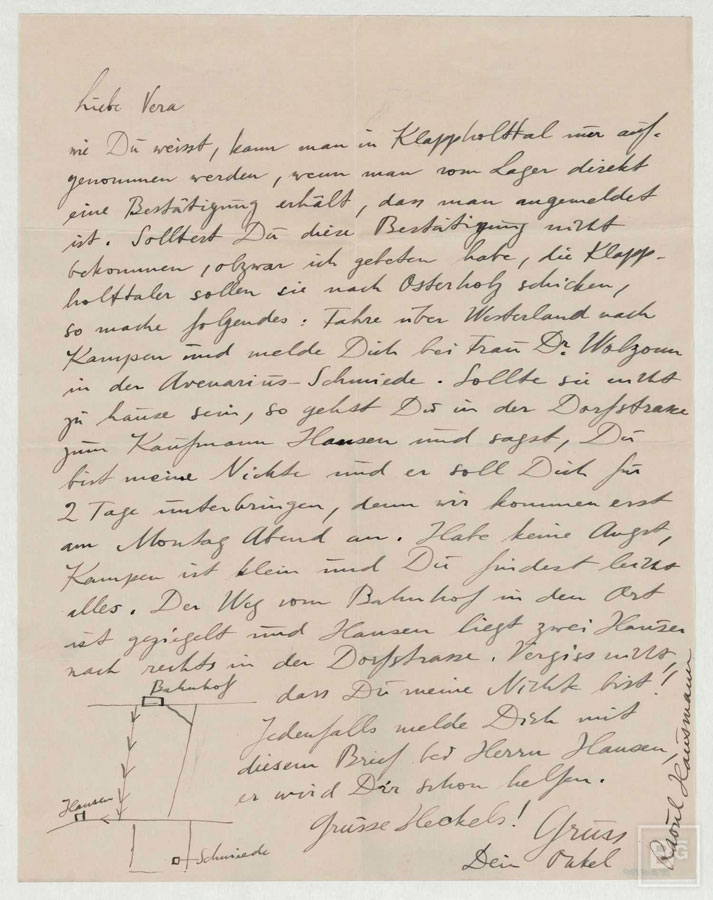 Liebe Vera
wie Du weisst, kann man in Klappholttal nur auf-
genommen werden, wenn man vom Lager direkt
eine Bestätigung erhält, dass man angemeldet
ist. Solltest Du diese Bestätigung nicht
bekommen, obzwar ich gebeten habe, die Klapp-
holttaler sollen sie nach Osterholz schicken,
so mache folgendes: Fahre über Westerland nach
Kampen und melde Dich bei Frau Dr. Wolzonn
in der Avenarius-Schmiede. Sollte sie nicht
zu hause sein, so gehst Du in der Dorfstrasse
zum Kaufmann Hansen und sagst, Du
bist meine Nichte und er soll Dich für
2 Tage unterbringen, denn wir kommen erst
am Montag Abend an. Habe keine Angst,
Kampen ist klein und Du findest leicht
alles. Der Weg vom Bahnhof in den Ort
ist geziegelt und Hansen liegt zwei Häuser
nach rechts in der Dorfstrasse. Vergiss nicht,
dass Du meine Nichte bist!
Jedenfalls melde Dich mit
diesem Brief bei Herrn Hansen,
er wird Dir schon helfen.
Grüsse Heckels!
Gruss
Dein Onkel
Raoul Hausmann
Bahnhof
Hansen
Schmiede